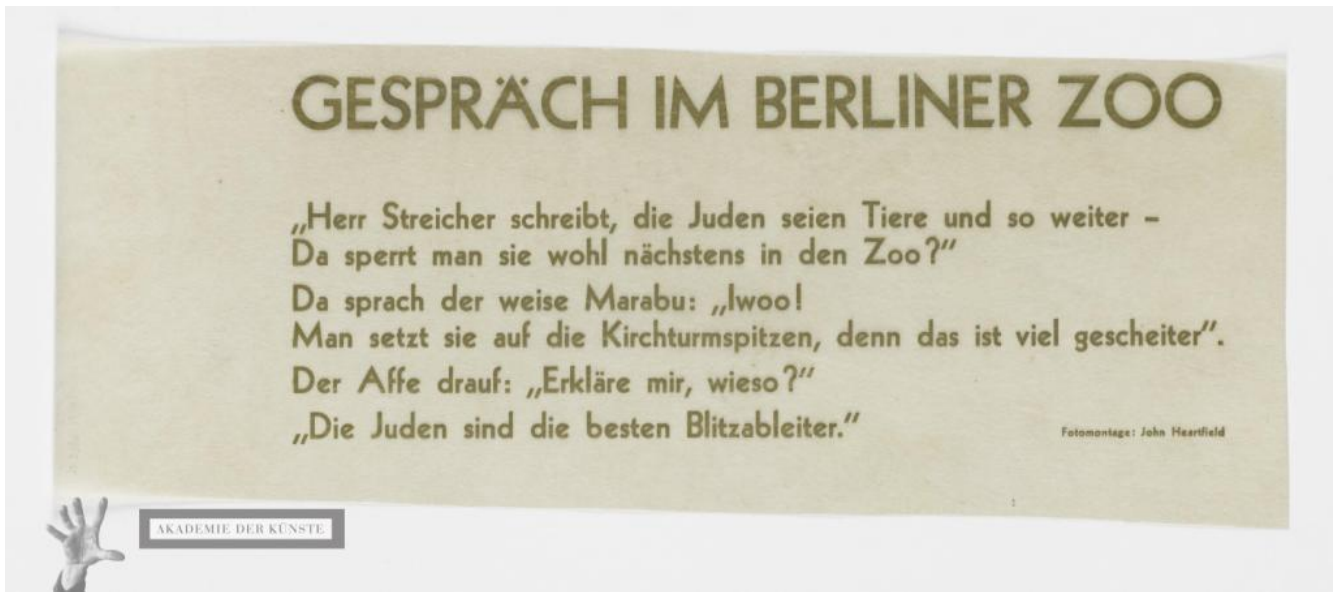 GESPRÄCH IM BERLINER ZOO
„Herr Streicher schreibt, die Juden seien Tiere und so weiter –
Da sperrt man sie wohl nächstens in den Zoo?“
Da sprach der weise Marabu: „Iwoo!
Man setzt sie auf die Kirchturmspitzen, denn das ist viel gescheiter“.
Der Affe drauf: „Erkläre mir, wieso?“
„Die Juden sind die besten Blitzableiter.“
Fotomontage: John Heartfield
AKADEMIE DER KÜNSTE